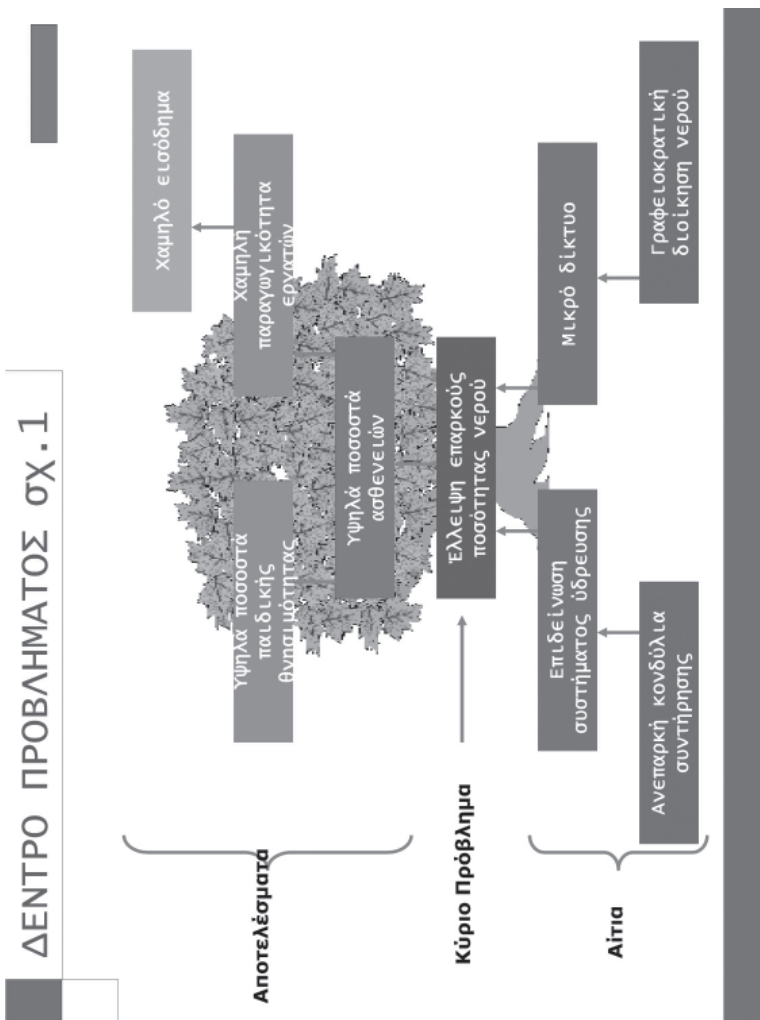 ΔΕΝΤΡΟ ΠΡΟΒΛΗΜΑΤΟΣ σχ.1
Αποτελέσματα
Χαμηλό εισόδημα
Υψηλά ποσοστα
παιδικής
θνησιμότητας
Χαμηλή
παραγωγικότητα
εργατών
Υψηλά ποσοστά
ασθενειών
Κύριο Πρόβλημα
Έλλειψη επαρκούς
ποσότητας νερού
Αίτια
Επιδείνωση
συστήματος ύδρευσης
Μικρό δίκτυο
Ανεπαρκή κονδύλια
συντήρησης
Γραφειοκρατική
διοίκηση νερού